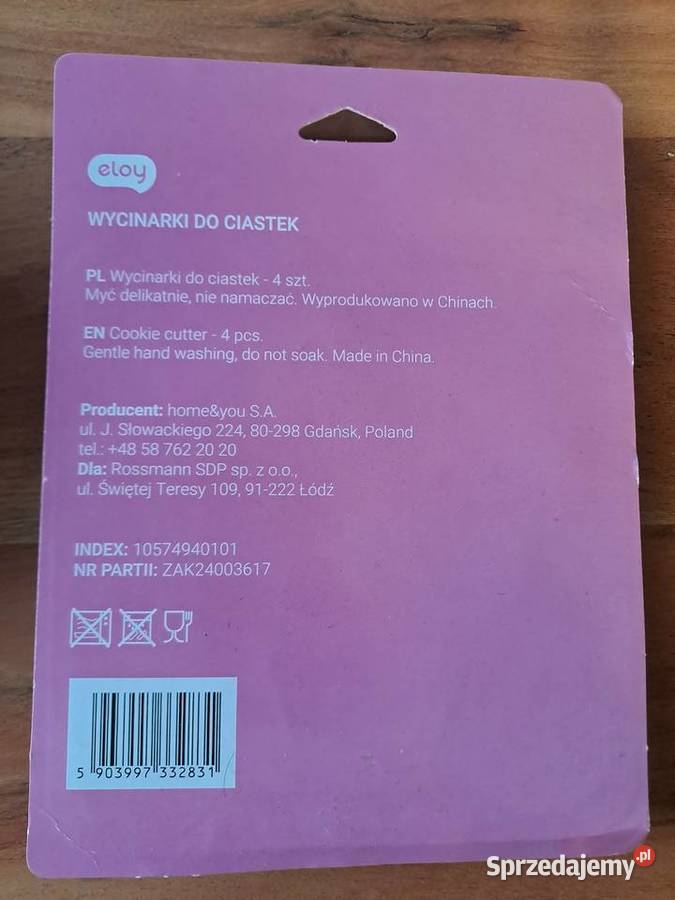 eloy
WYCINARKI DO CIASTEK
PL Wycinarki do ciastek - 4 szt.
Myć delikatnie, nie namaczać. Wyprodukowano w Chinach.
EN Cookie cutter - 4 pcs.
Gentle hand washing, do not soak. Made in China.
Producent: home&you S.A.
ul. J. Słowackiego 224, 80-298 Gdańsk, Poland
tel.: +48 58 762 20 20
Dla: Rossmann SDP sp. z o.o.,
ul. Świętej Teresy 109, 91-222 Łódź
INDEX: 10574940101
NR PARTII: ZAK24003617
5 903997 332831
Sprzedajemy.pl